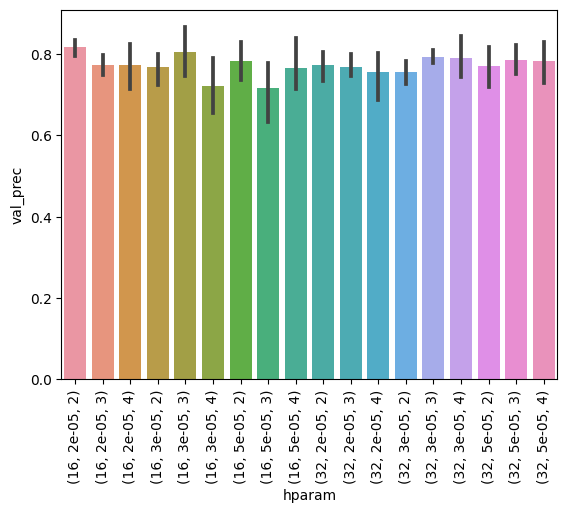 0.8
0.6
0.4
0.2
0.0
val_prec
(16, 2e-05, 2)
(16, 2e-05, 3)
(16, 2e-05, 4)
(16, 3e-05, 2)
(16, 3e-05, 3)
(16, 3e-05, 4)
(16, 5e-05, 2)
(16, 5e-05, 3)
(16, 5e-05, 4)
(32, 2e-05, 2)
(32, 2e-05, 3)
(32, 2e-05, 4)
(32, 3e-05, 2)
(32, 3e-05, 3)
(32, 3e-05, 4)
(32, 5e-05, 2)
(32, 5e-05, 3)
(32, 5e-05, 4)
hparam